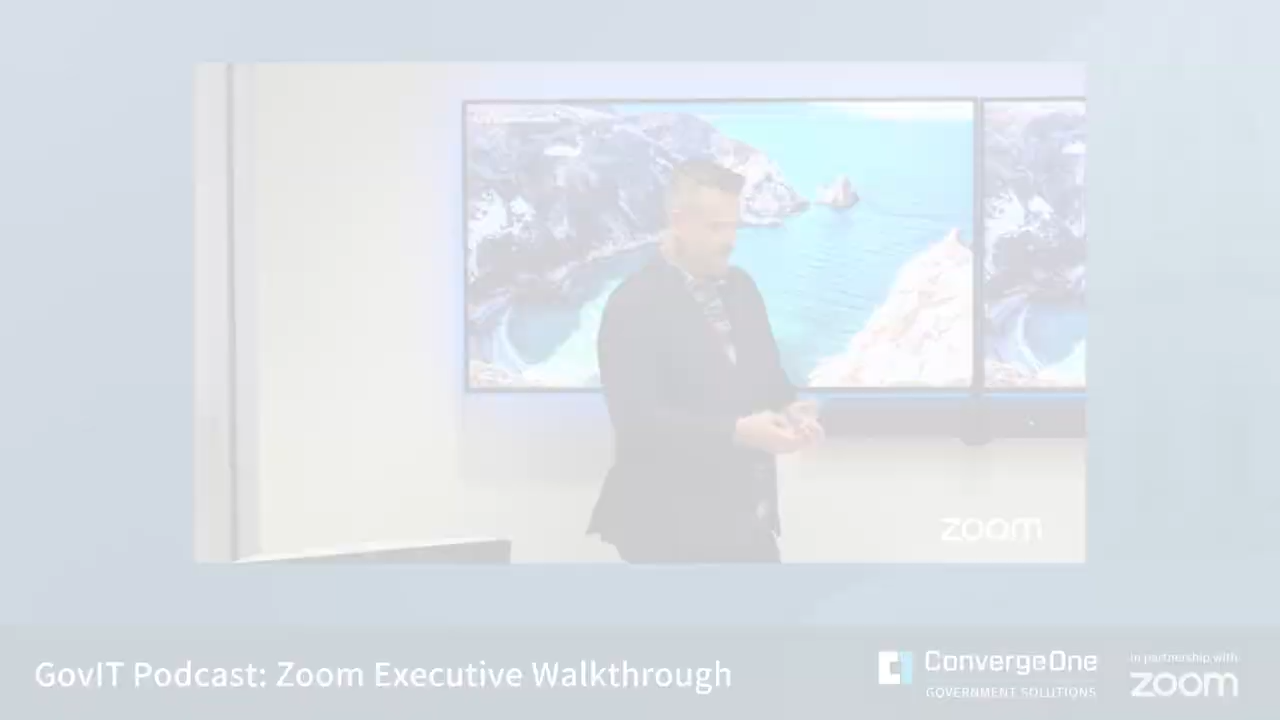 zoom
GovIT Podcast: Zoom Executive Walkthrough
ConvergeOne
GOVERNMENT SOLUTIONS
in partnership with
zoom